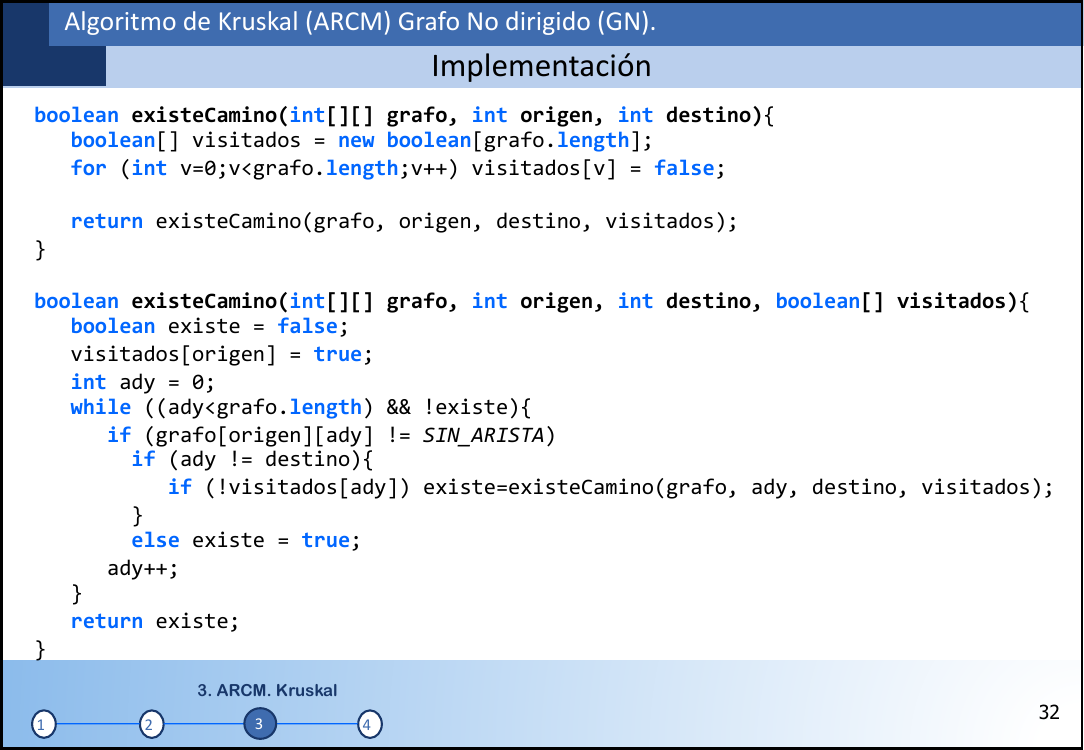 Algoritmo de Kruskal (ARCM) Grafo No dirigido (GN).
Implementación
boolean existeCamino(int[][] grafo, int origen, int destino){
   boolean[] visitados = new boolean[grafo.length];
   for (int v=0;v<grafo.length;v++) visitados[v] = false;

   return existeCamino(grafo, origen, destino, visitados);
}

boolean existeCamino(int[][] grafo, int origen, int destino, boolean[] visitados){
   boolean existe = false;
   visitados[origen] = true;
   int ady = 0;
   while ((ady<grafo.length) && !existe){
      if (grafo[origen][ady] != SIN_ARISTA)
        if (ady != destino){
           if (!visitados[ady]) existe=existeCamino(grafo, ady, destino, visitados);
        }
        else existe = true;
      ady++;
   }
   return existe;
}
3. ARCM. Kruskal
1 2 3 4
32